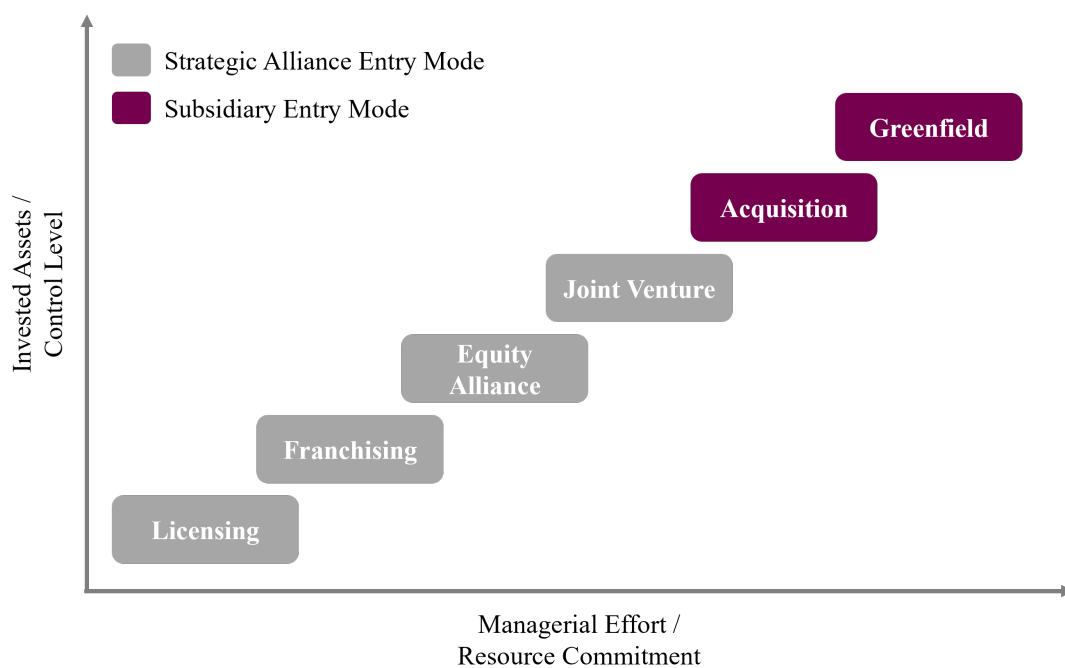 Strategic Alliance Entry Mode
Subsidiary Entry Mode
Greenfield
Acquisition
Joint Venture
Equity
Alliance
Franchising
Licensing
Invested Assets /
Control Level
Managerial Effort /
Resource Commitment